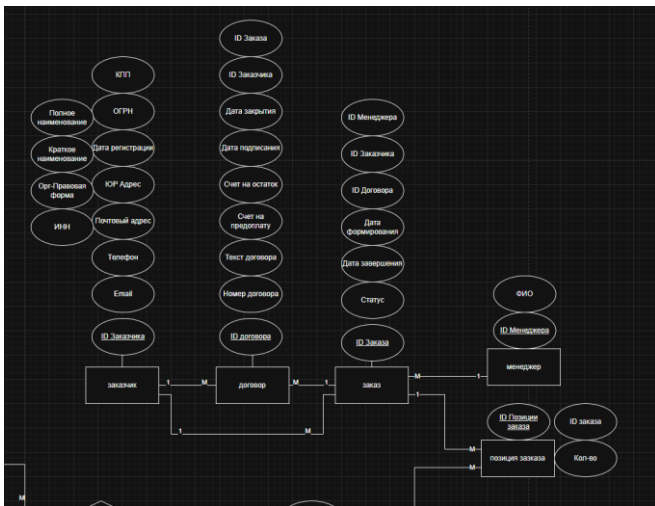 Полное
наименование
Краткое
наименование
Орг-Правовая
форма
ИНН
КПП
ОГРН
Дата регистрации
ЮР Адрес
Почтовый адрес
Телефон
Email
ID Заказчика
заказчик
ID Заказа
ID Заказчика
Дата закрытия
Дата подписания
Счет на остаток
Счет на
предоплату
Текст договора
Номер договора
ID договора
договор
ID Менеджера
ID Заказчика
ID Договора
Дата
формирования
Дата завершения
Статус
ID Заказа
заказ
ФИО
ID Менеджера
менеджер
ID Позиции
заказа
ID заказа
Кол-во
позиция зазказа
1
М
М
1
1
М
М
1
1
М
М
М